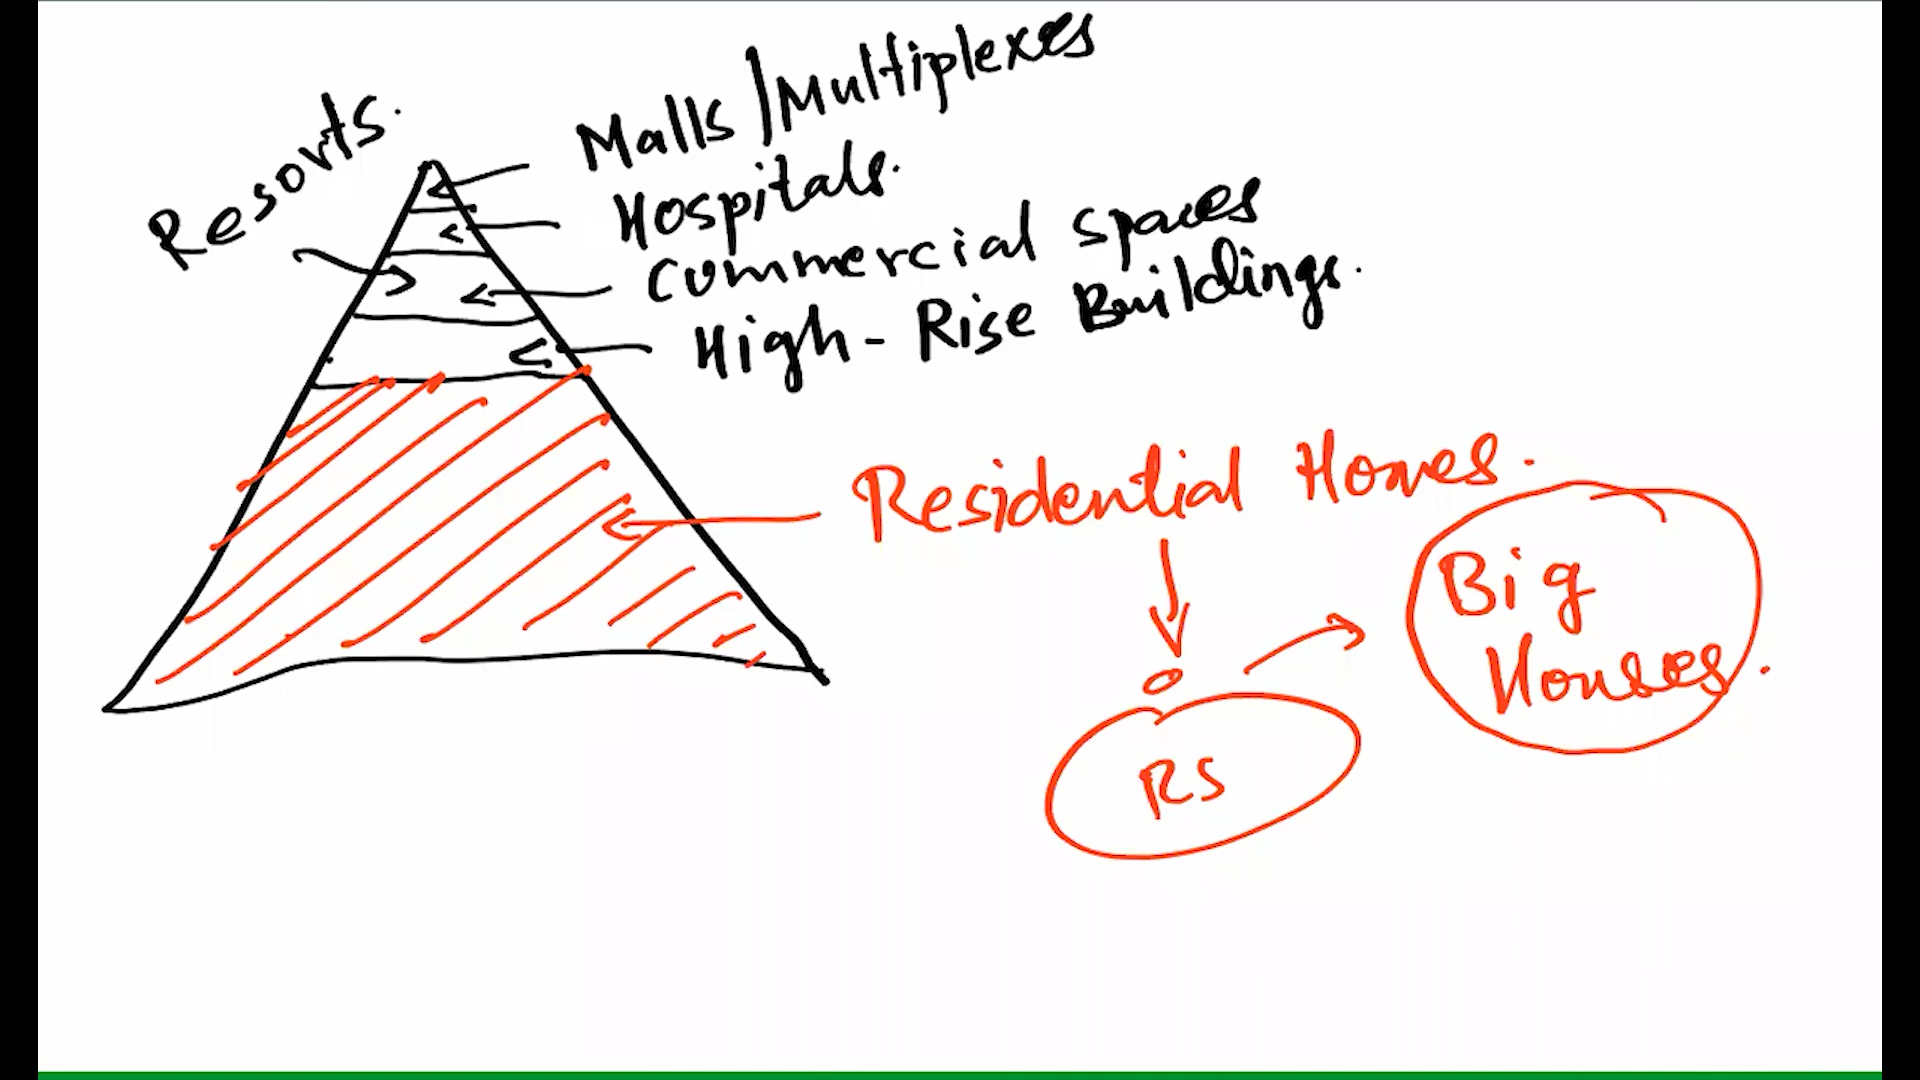 Resorts.
Malls/Multiplexes
Hospitals.
Commercial spaces
High-Rise Buildings.
Residential Homes.
Big
Houses.
RS